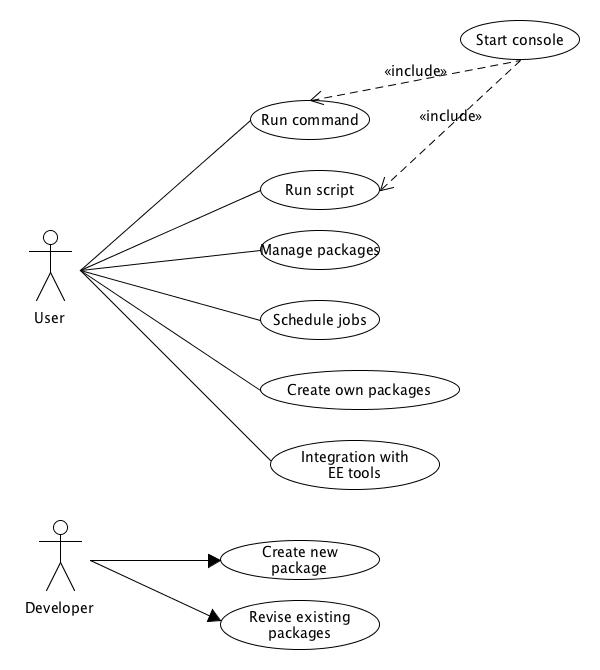 Start console
«include»
Run command
«include»
Run script
Manage packages
User
Schedule jobs
Create own packages
Integration with
EE tools
Create new
package
Developer
Revise existing
packages